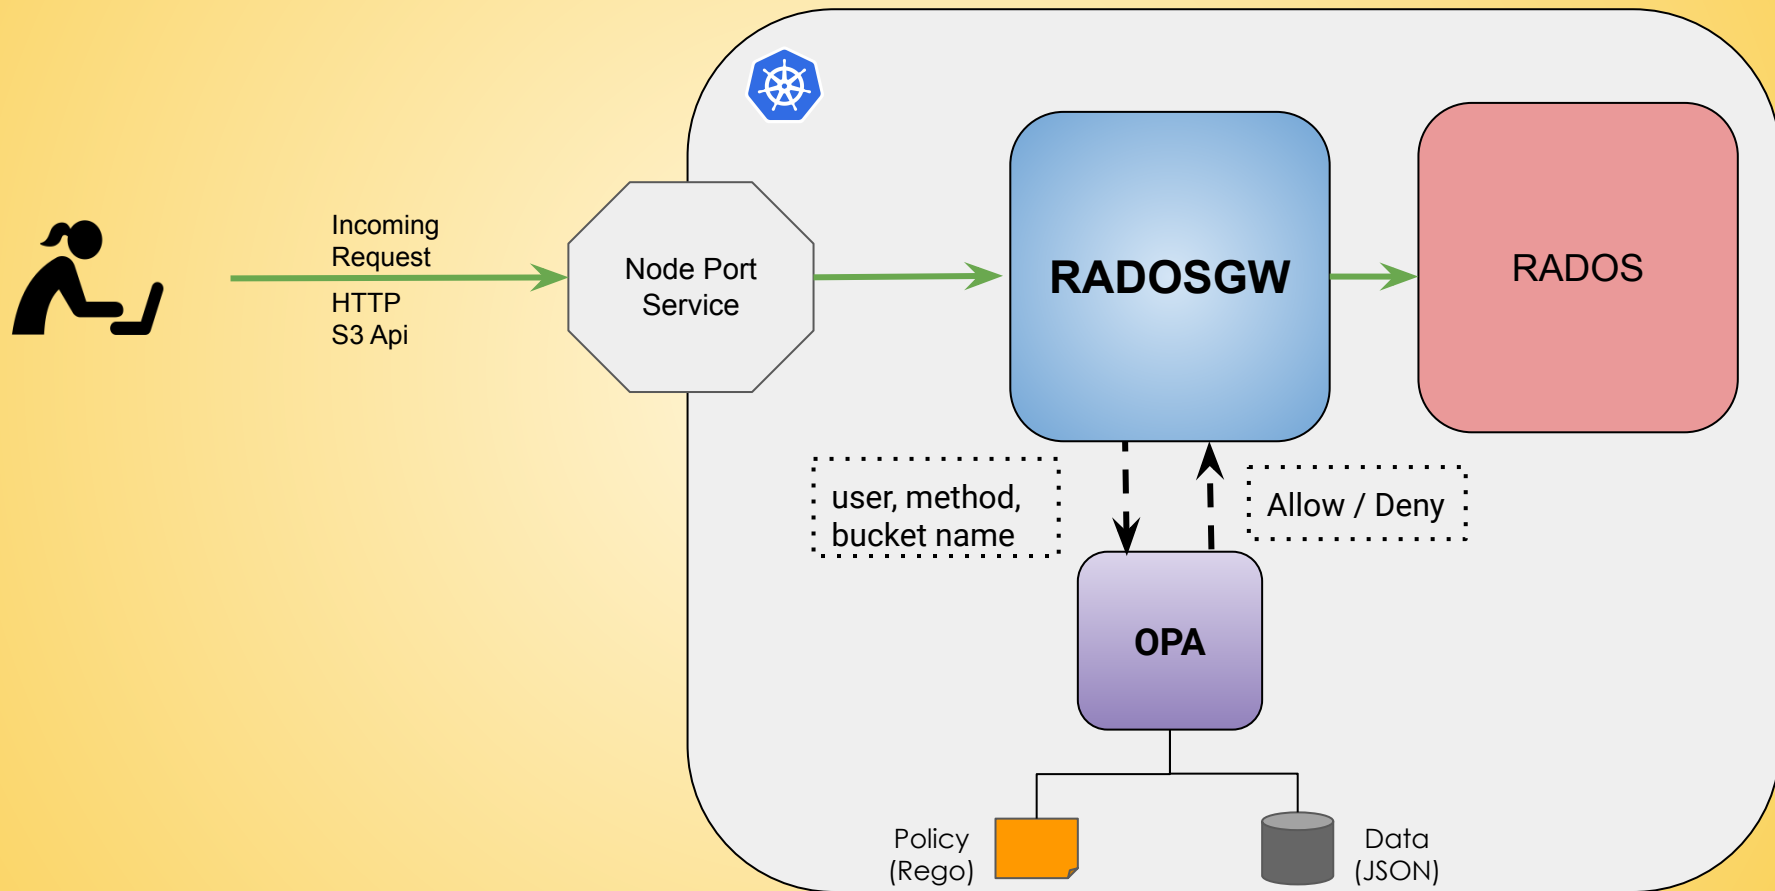 Incoming
Request
HTTP
S3 Api
Node Port
Service
RADOSGW
RADOS
user, method,
bucket name
Allow / Deny
OPA
Policy
(Rego)
Data
(JSON)